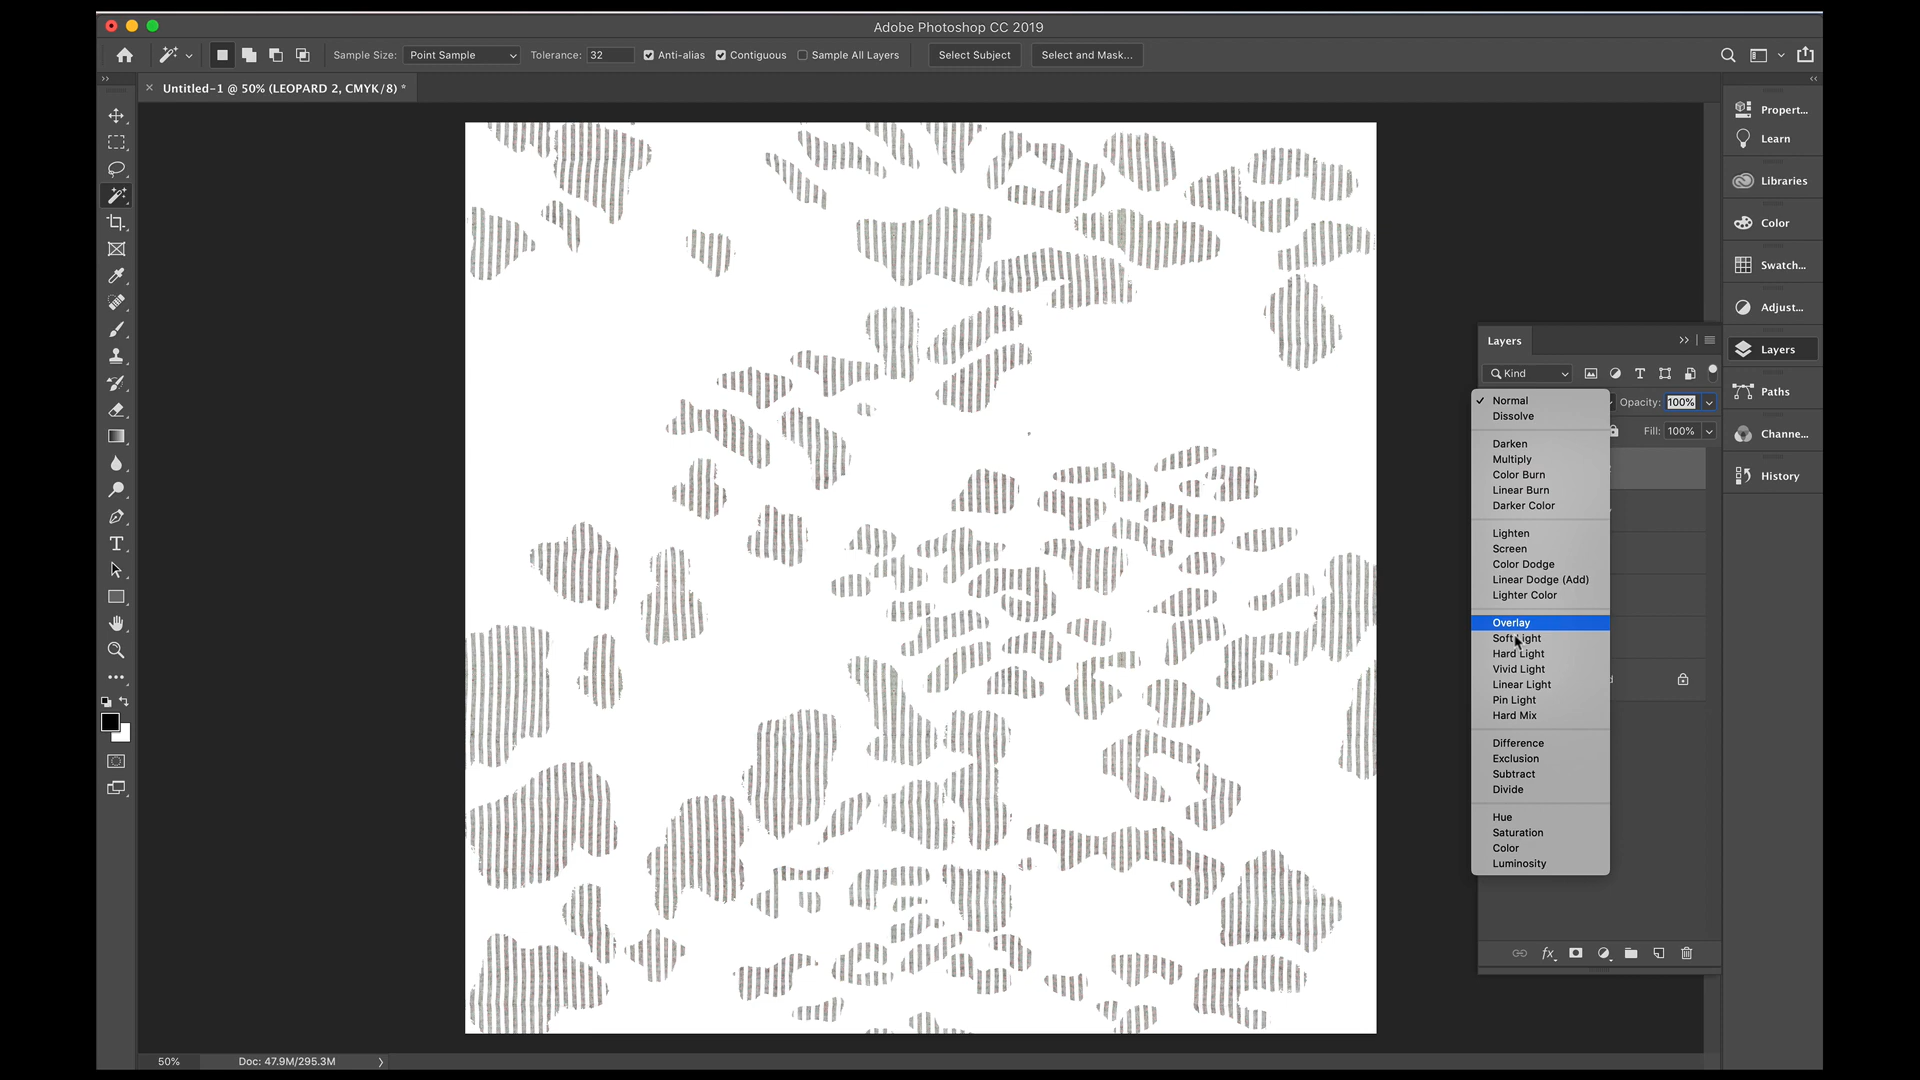 Adobe Photoshop CC 2019
Sample Size: Point Sample Tolerance: 32 Anti-alias Contiguous Sample All Layers Select Subject Select and Mask...
Untitled-1 @ 50% (LEOPARD 2, CMYK/8) *
Propert...
Learn
Libraries
Color
Swatch...
Adjust...
Layers
Paths
Channe...
History
Layers
Kind
Opacity: 100%
Fill: 100%
Normal
Dissolve
Darken
Multiply
Color Burn
Linear Burn
Darker Color
Lighten
Screen
Color Dodge
Linear Dodge (Add)
Lighter Color
Overlay
Soft Light
Hard Light
Vivid Light
Linear Light
Pin Light
Hard Mix
Difference
Exclusion
Subtract
Divide
Hue
Saturation
Color
Luminosity
fx
50% Doc: 47.9M/295.3M